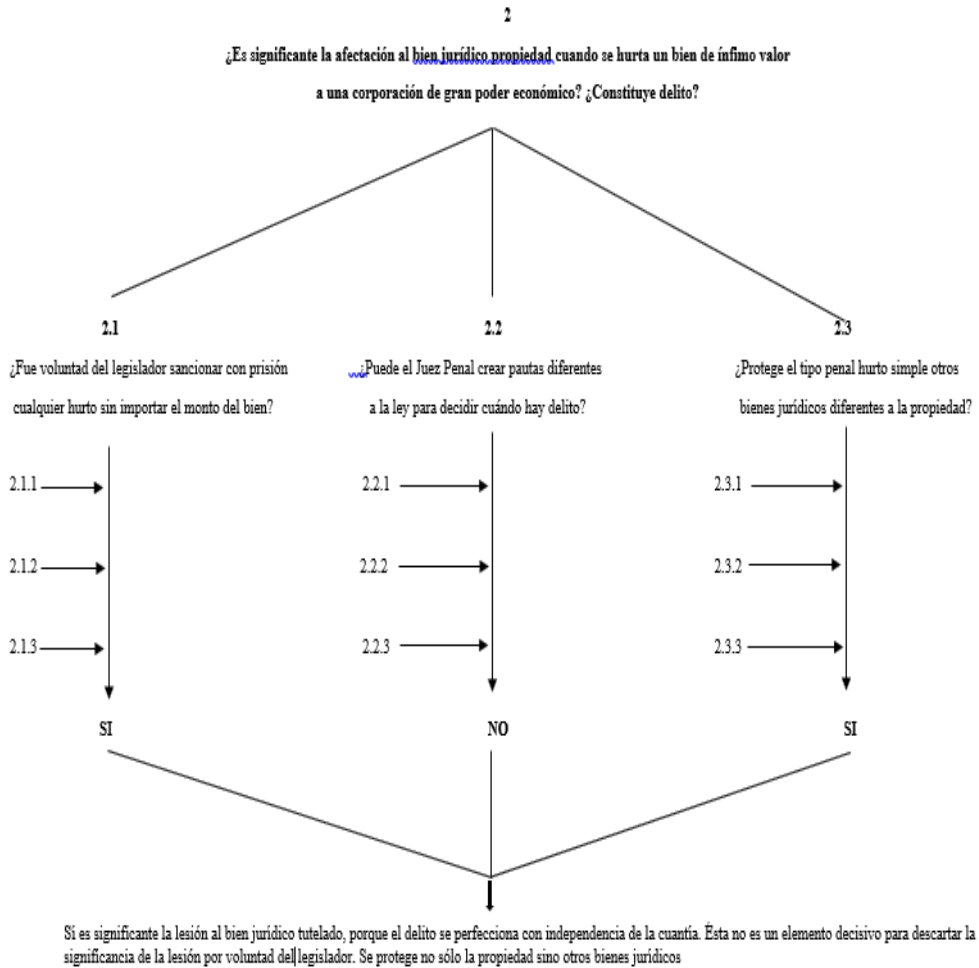 2
¿Es significante la afectación al bien jurídico propiedad cuando se hurta un bien de ínfimo valor
a una corporación de gran poder económico? ¿Constituye delito?
2.1
2.2
2.3
¿Fue voluntad del legislador sancionar con prisión
cualquier hurto sin importar el monto del bien?
¿Puede el Juez Penal crear pautas diferentes
a la ley para decidir cuándo hay delito?
¿Protege el tipo penal hurto simple otros
bienes jurídicos diferentes a la propiedad?
2.1.1
2.1.2
2.1.3
2.2.1
2.2.2
2.2.3
2.3.1
2.3.2
2.3.3
SI
NO
SI
Sí es significante la lesión al bien jurídico tutelado, porque el delito se perfecciona con independencia de la cuantía. Ésta no es un elemento decisivo para descartar la
significancia de la lesión por voluntad del legislador. Se protege no sólo la propiedad sino otros bienes jurídicos